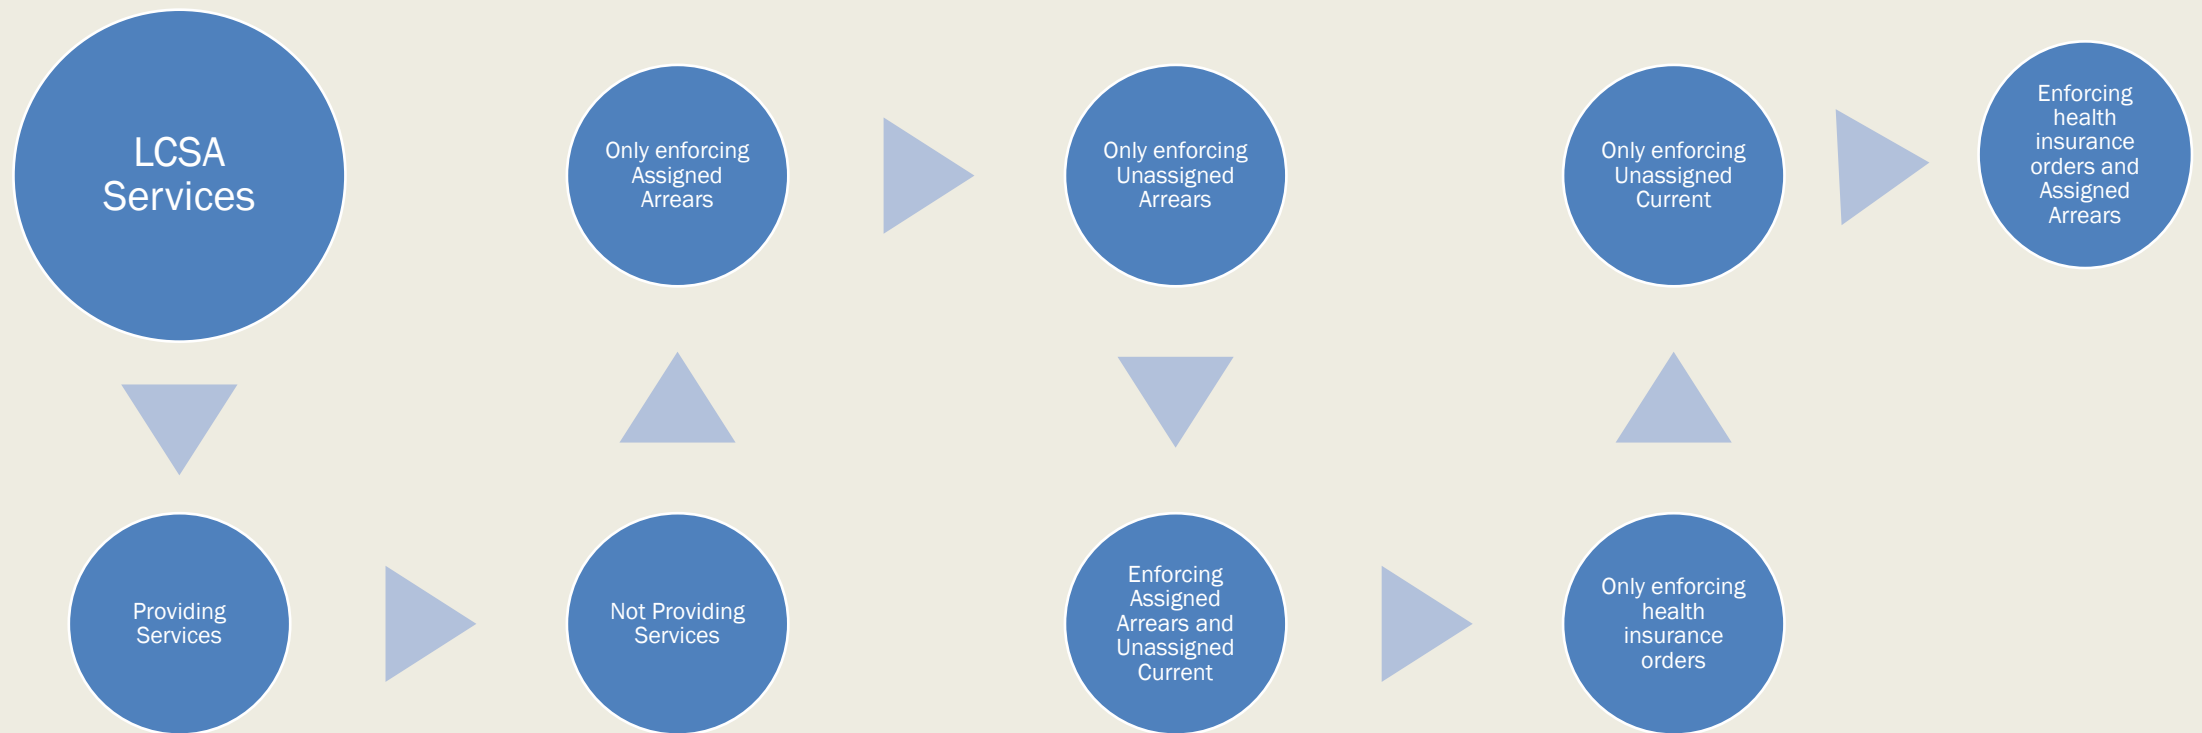 LCSA
Services
Providing
Services
Not Providing
Services
Only enforcing
Assigned
Arrears
Only enforcing
Unassigned
Arrears
Enforcing
Assigned
Arrears and
Unassigned
Current
Only enforcing
health
insurance
orders
Only enforcing
Unassigned
Current
Enforcing
health
insurance
orders and
Assigned
Arrears